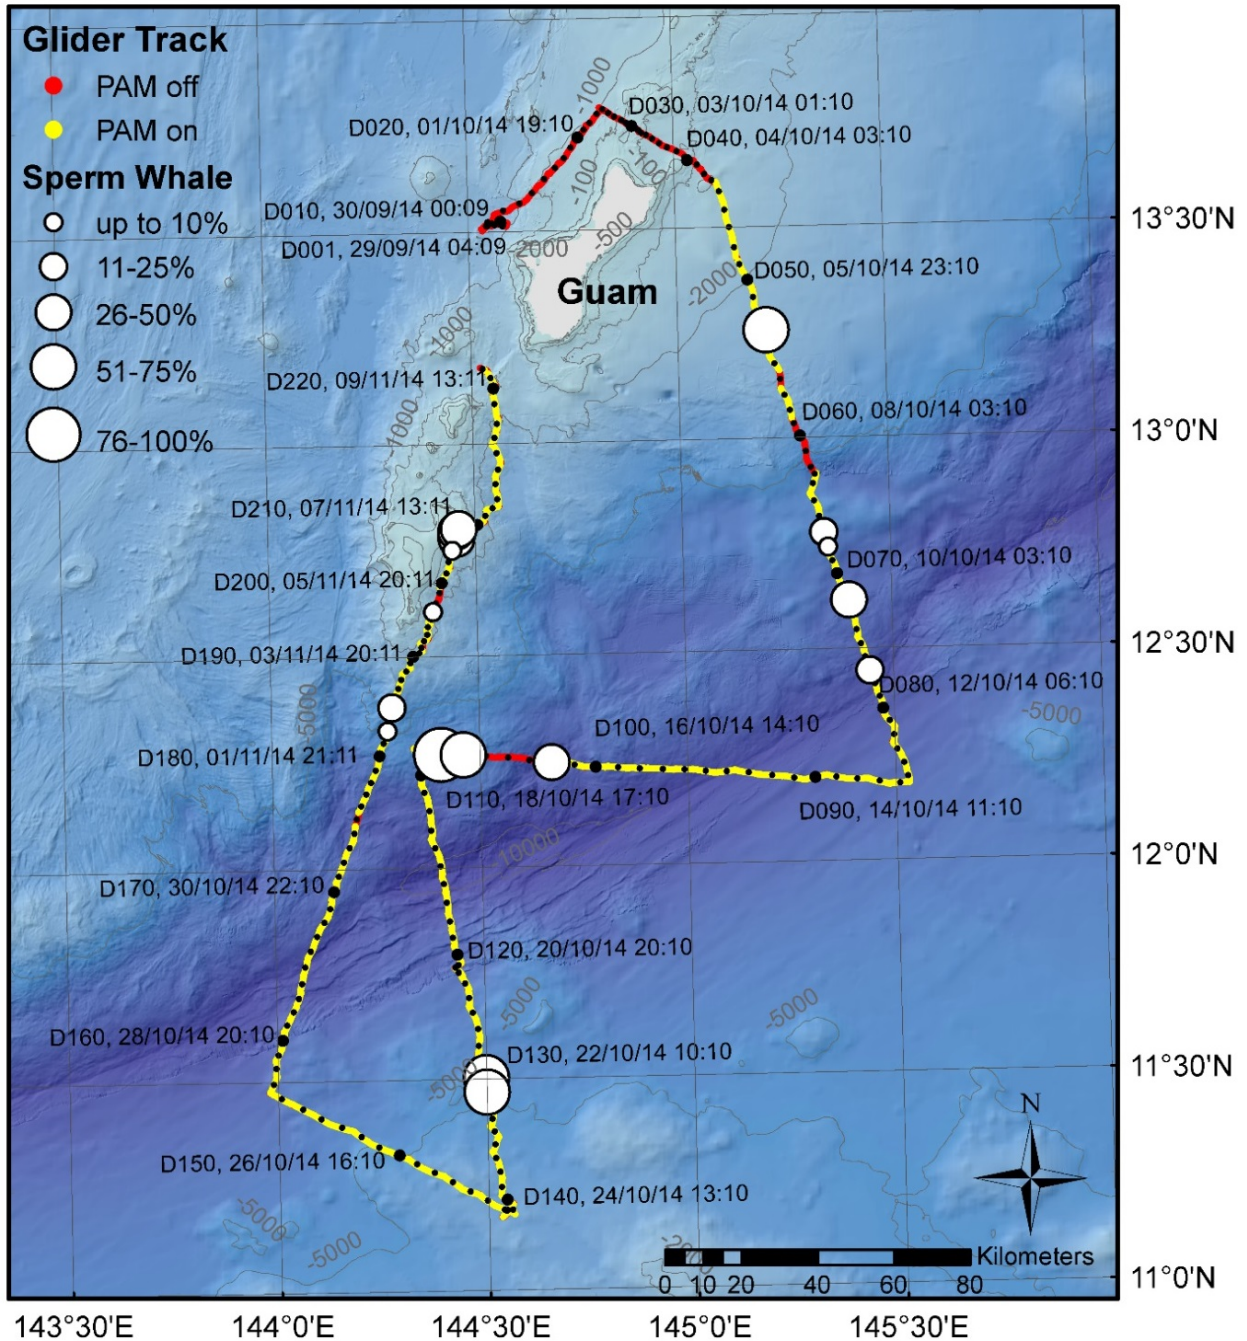 Glider Track
PAM off
PAM on
Sperm Whale
up to 10%
11-25%
26-50%
51-75%
76-100%
-1000
D030, 03/10/14 01:10
D020, 01/10/14 19:10
D040, 04/10/14 03:10
-100
-100
D010, 30/09/14 00:09
13°30'N
D001, 29/09/14 04:09
-2000
-500
D050, 05/10/14 23:10
-2000
Guam
-1000
D220, 09/11/14 13:11
-1000
D060, 08/10/14 03:10
13°0'N
D210, 07/11/14 13:11
D070, 10/10/14 03:10
D200, 05/11/14 20:11
12°30'N
D190, 03/11/14 20:11
D080, 12/10/14 06:10
-5000
-5000
D100, 16/10/14 14:10
D180, 01/11/14 21:11
D110, 18/10/14 17:10
D090, 14/10/14 11:10
-10000
12°0'N
D170, 30/10/14 22:10
D120, 20/10/14 20:10
-5000
-5000
D160, 28/10/14 20:10
D130, 22/10/14 10:10
11°30'N
-5000
N
D150, 26/10/14 16:10
D140, 24/10/14 13:10
-5000
-5000
Kilometers
0 10 20 40 60 80
11°0'N
143°30'E 144°0'E 144°30'E 145°0'E 145°30'E